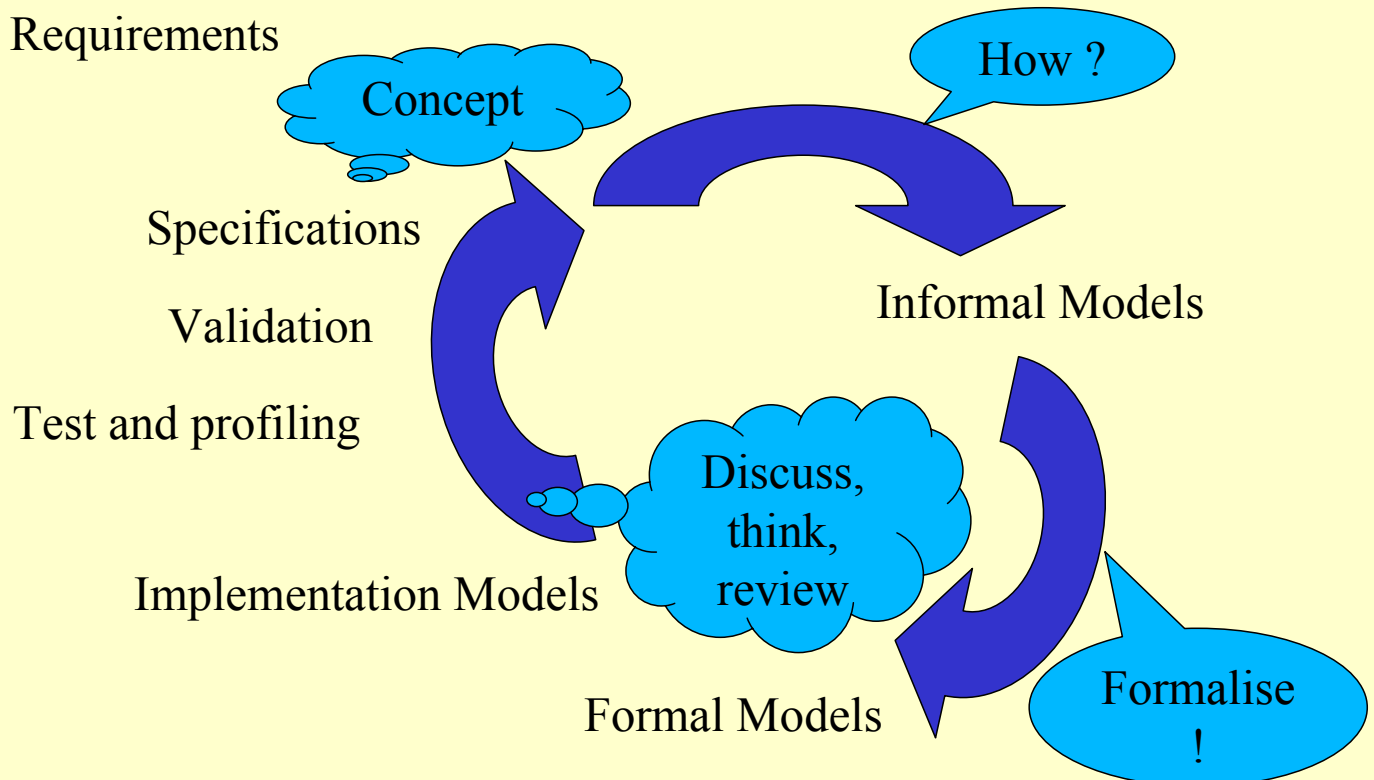 Requirements
Concept
How ?
Specifications
Informal Models
Validation
Test and profiling
Discuss,
think,
review
Implementation Models
Formal Models
Formalise
!